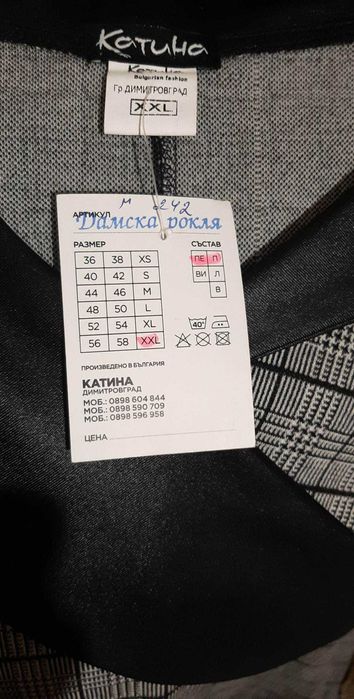 Катина
Катина
Bulgarian fashion
Гр.ДИМИТРОВГРАД
XXL
M 242
АРТИКУЛ
Дамска рокля
РАЗМЕР
36 38 XS
40 42 S
44 46 M
48 50 L
52 54 XL
56 58 XXL
СЪСТАВ
ПЕ П
ВИ Л
В
40°
ПРОИЗВЕДЕНО В БЪЛГАРИЯ
КАТИНА
ДИМИТРОВГРАД
МОБ.: 0898 604 844
МОБ.: 0898 590 709
МОБ.: 0898 596 958
ЦЕНА